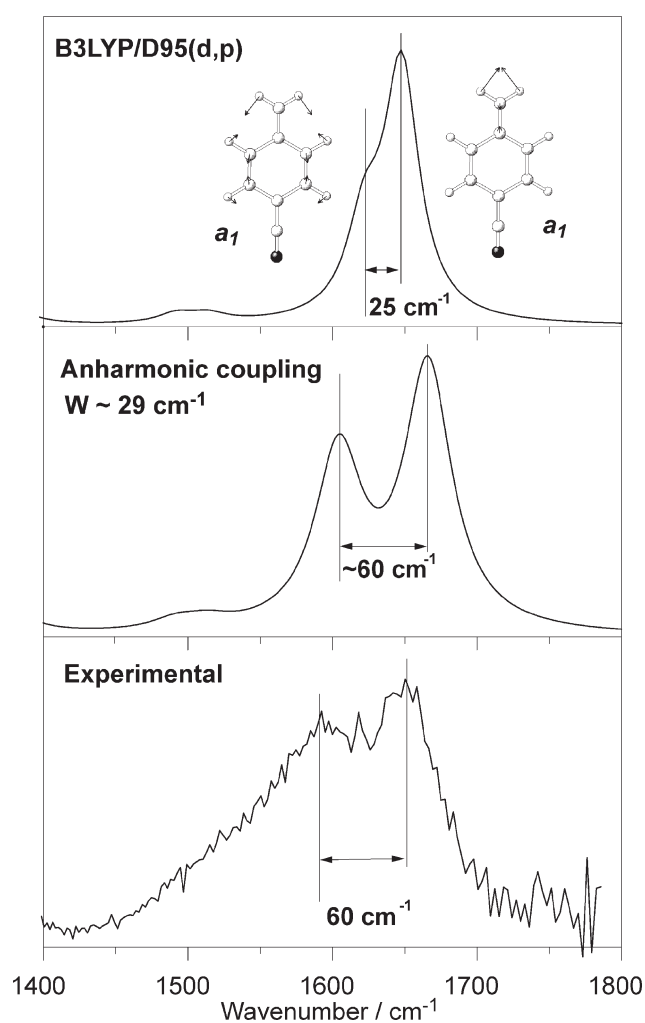 B3LYP/D95(d,p)
a1
a1
25 cm-1
Anharmonic coupling
W ~ 29 cm-1
~60 cm-1
Experimental
60 cm-1
1400 1500 1600 1700 1800
Wavenumber / cm-1